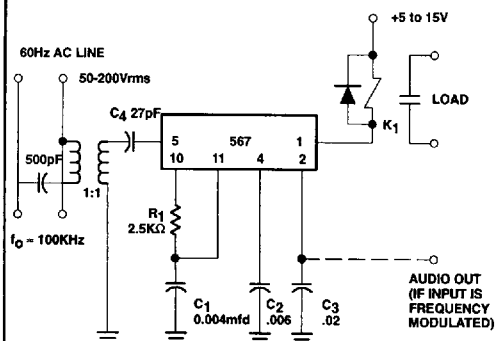 +5 to 15V
60Hz AC LINE
50-200Vrms
C4 27pF
LOAD
K1
5 567 1
10 11 4 2
500pF
1:1
R1
2.5KΩ
fo ≈ 100KHz
C1
0.004mfd
C2
.006
C3
.02
AUDIO OUT
(IF INPUT IS
FREQUENCY
MODULATED)